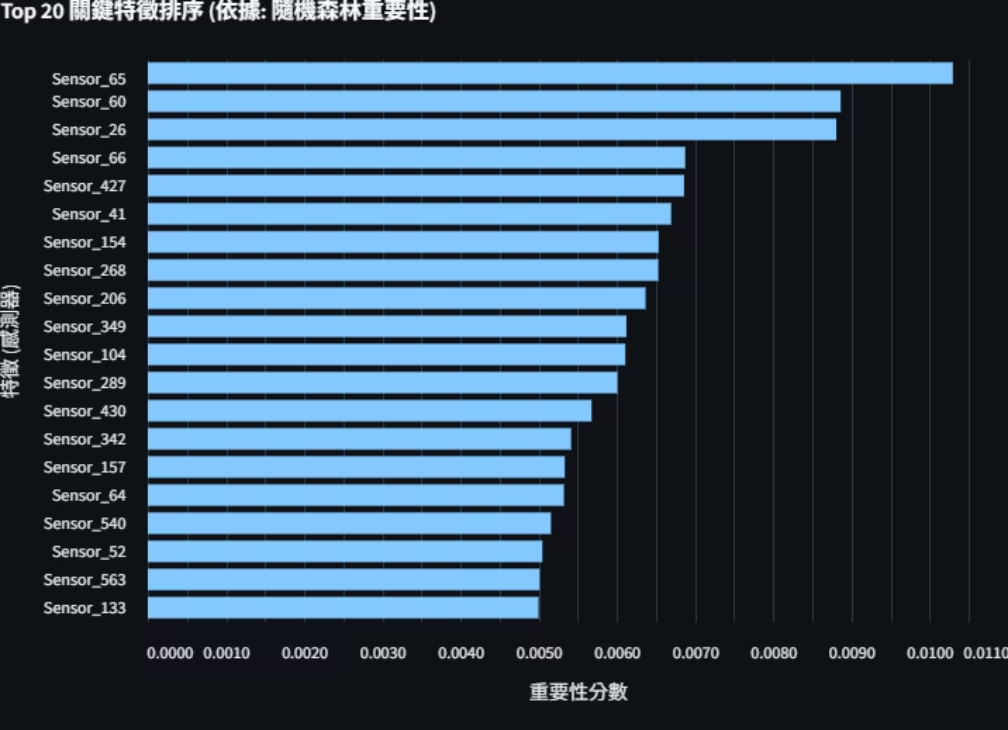 Top 20 關鍵特徵排序 (依據: 隨機森林重要性)
特徵 (感測器)
Sensor_65
Sensor_60
Sensor_26
Sensor_66
Sensor_427
Sensor_41
Sensor_154
Sensor_268
Sensor_206
Sensor_349
Sensor_104
Sensor_289
Sensor_430
Sensor_342
Sensor_157
Sensor_64
Sensor_540
Sensor_52
Sensor_563
Sensor_133
0.0000 0.0010 0.0020 0.0030 0.0040 0.0050 0.0060 0.0070 0.0080 0.0090 0.0100 0.0110
重要性分數